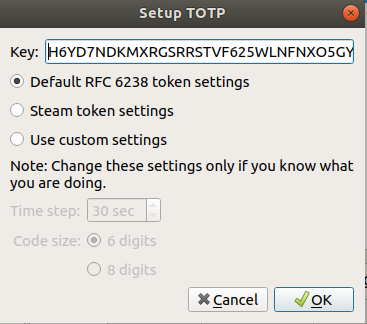 Setup TOTP
Key: H6YD7NDKMXRGSRRSTVF625WLNFNXO5GY
Default RFC 6238 token settings
Steam token settings
Use custom settings
Note: Change these settings only if you know what
you are doing.
Time step: 30 sec
Code size: 6 digits
8 digits
Cancel OK